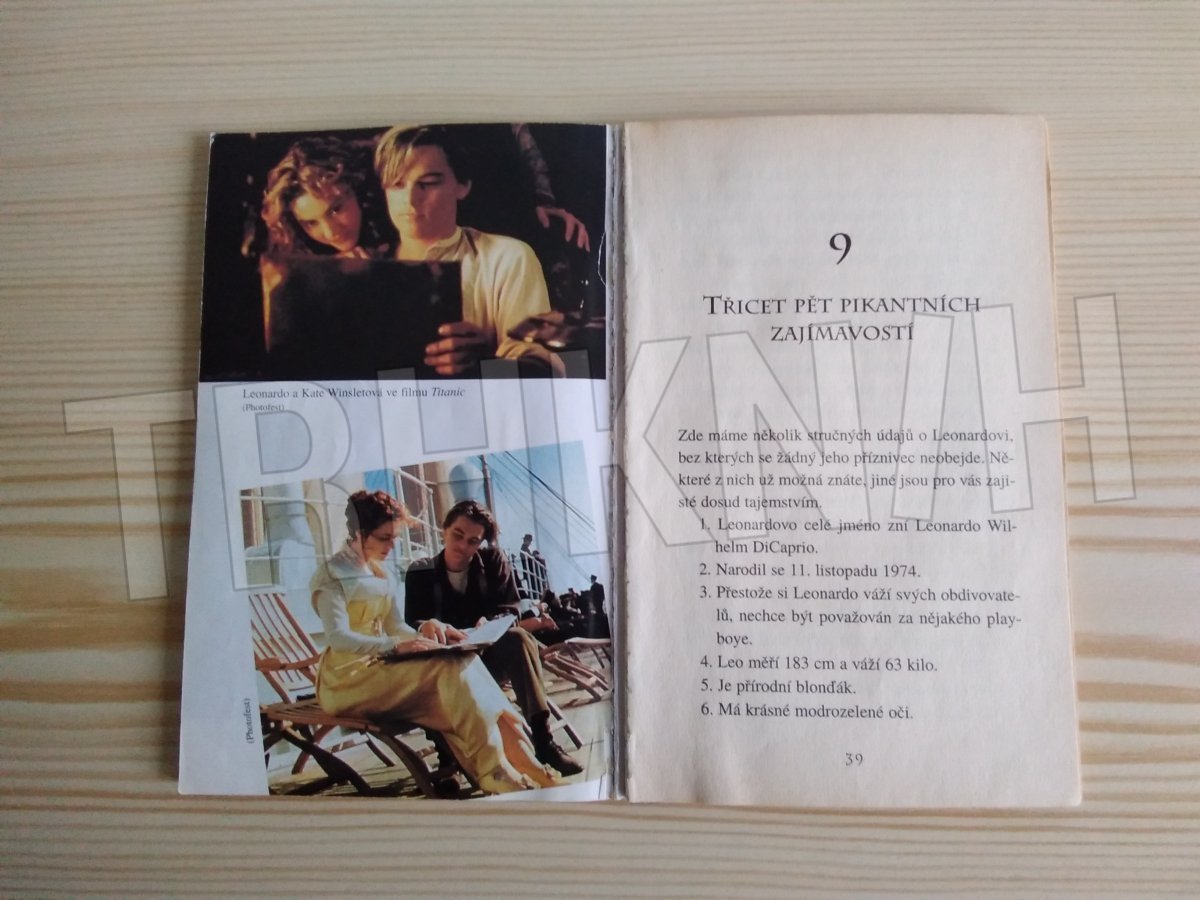 Leonardo a Kate Winsletová ve filmu Titanic
(Photofest)
(Photofest)
9
TŘICET PĚT PIKANTNÍCH
ZAJÍMAVOSTÍ
Zde máme několik stručných údajů o Leonardovi,
bez kterých se žádný jeho příznivec neobejde. Ně-
které z nich už možná znáte, jiné jsou pro vás zaji-
sté dosud tajemstvím.
1. Leonardovo celé jméno zní Leonardo Wil-
helm DiCaprio.
2. Narodil se 11. listopadu 1974.
3. Přestože si Leonardo váží svých obdivovate-
lů, nechce být považován za nějakého play-
boye.
4. Leo měří 183 cm a váží 63 kilo.
5. Je přírodní blonďák.
6. Má krásné modrozelené oči.
39
TRHKNIH